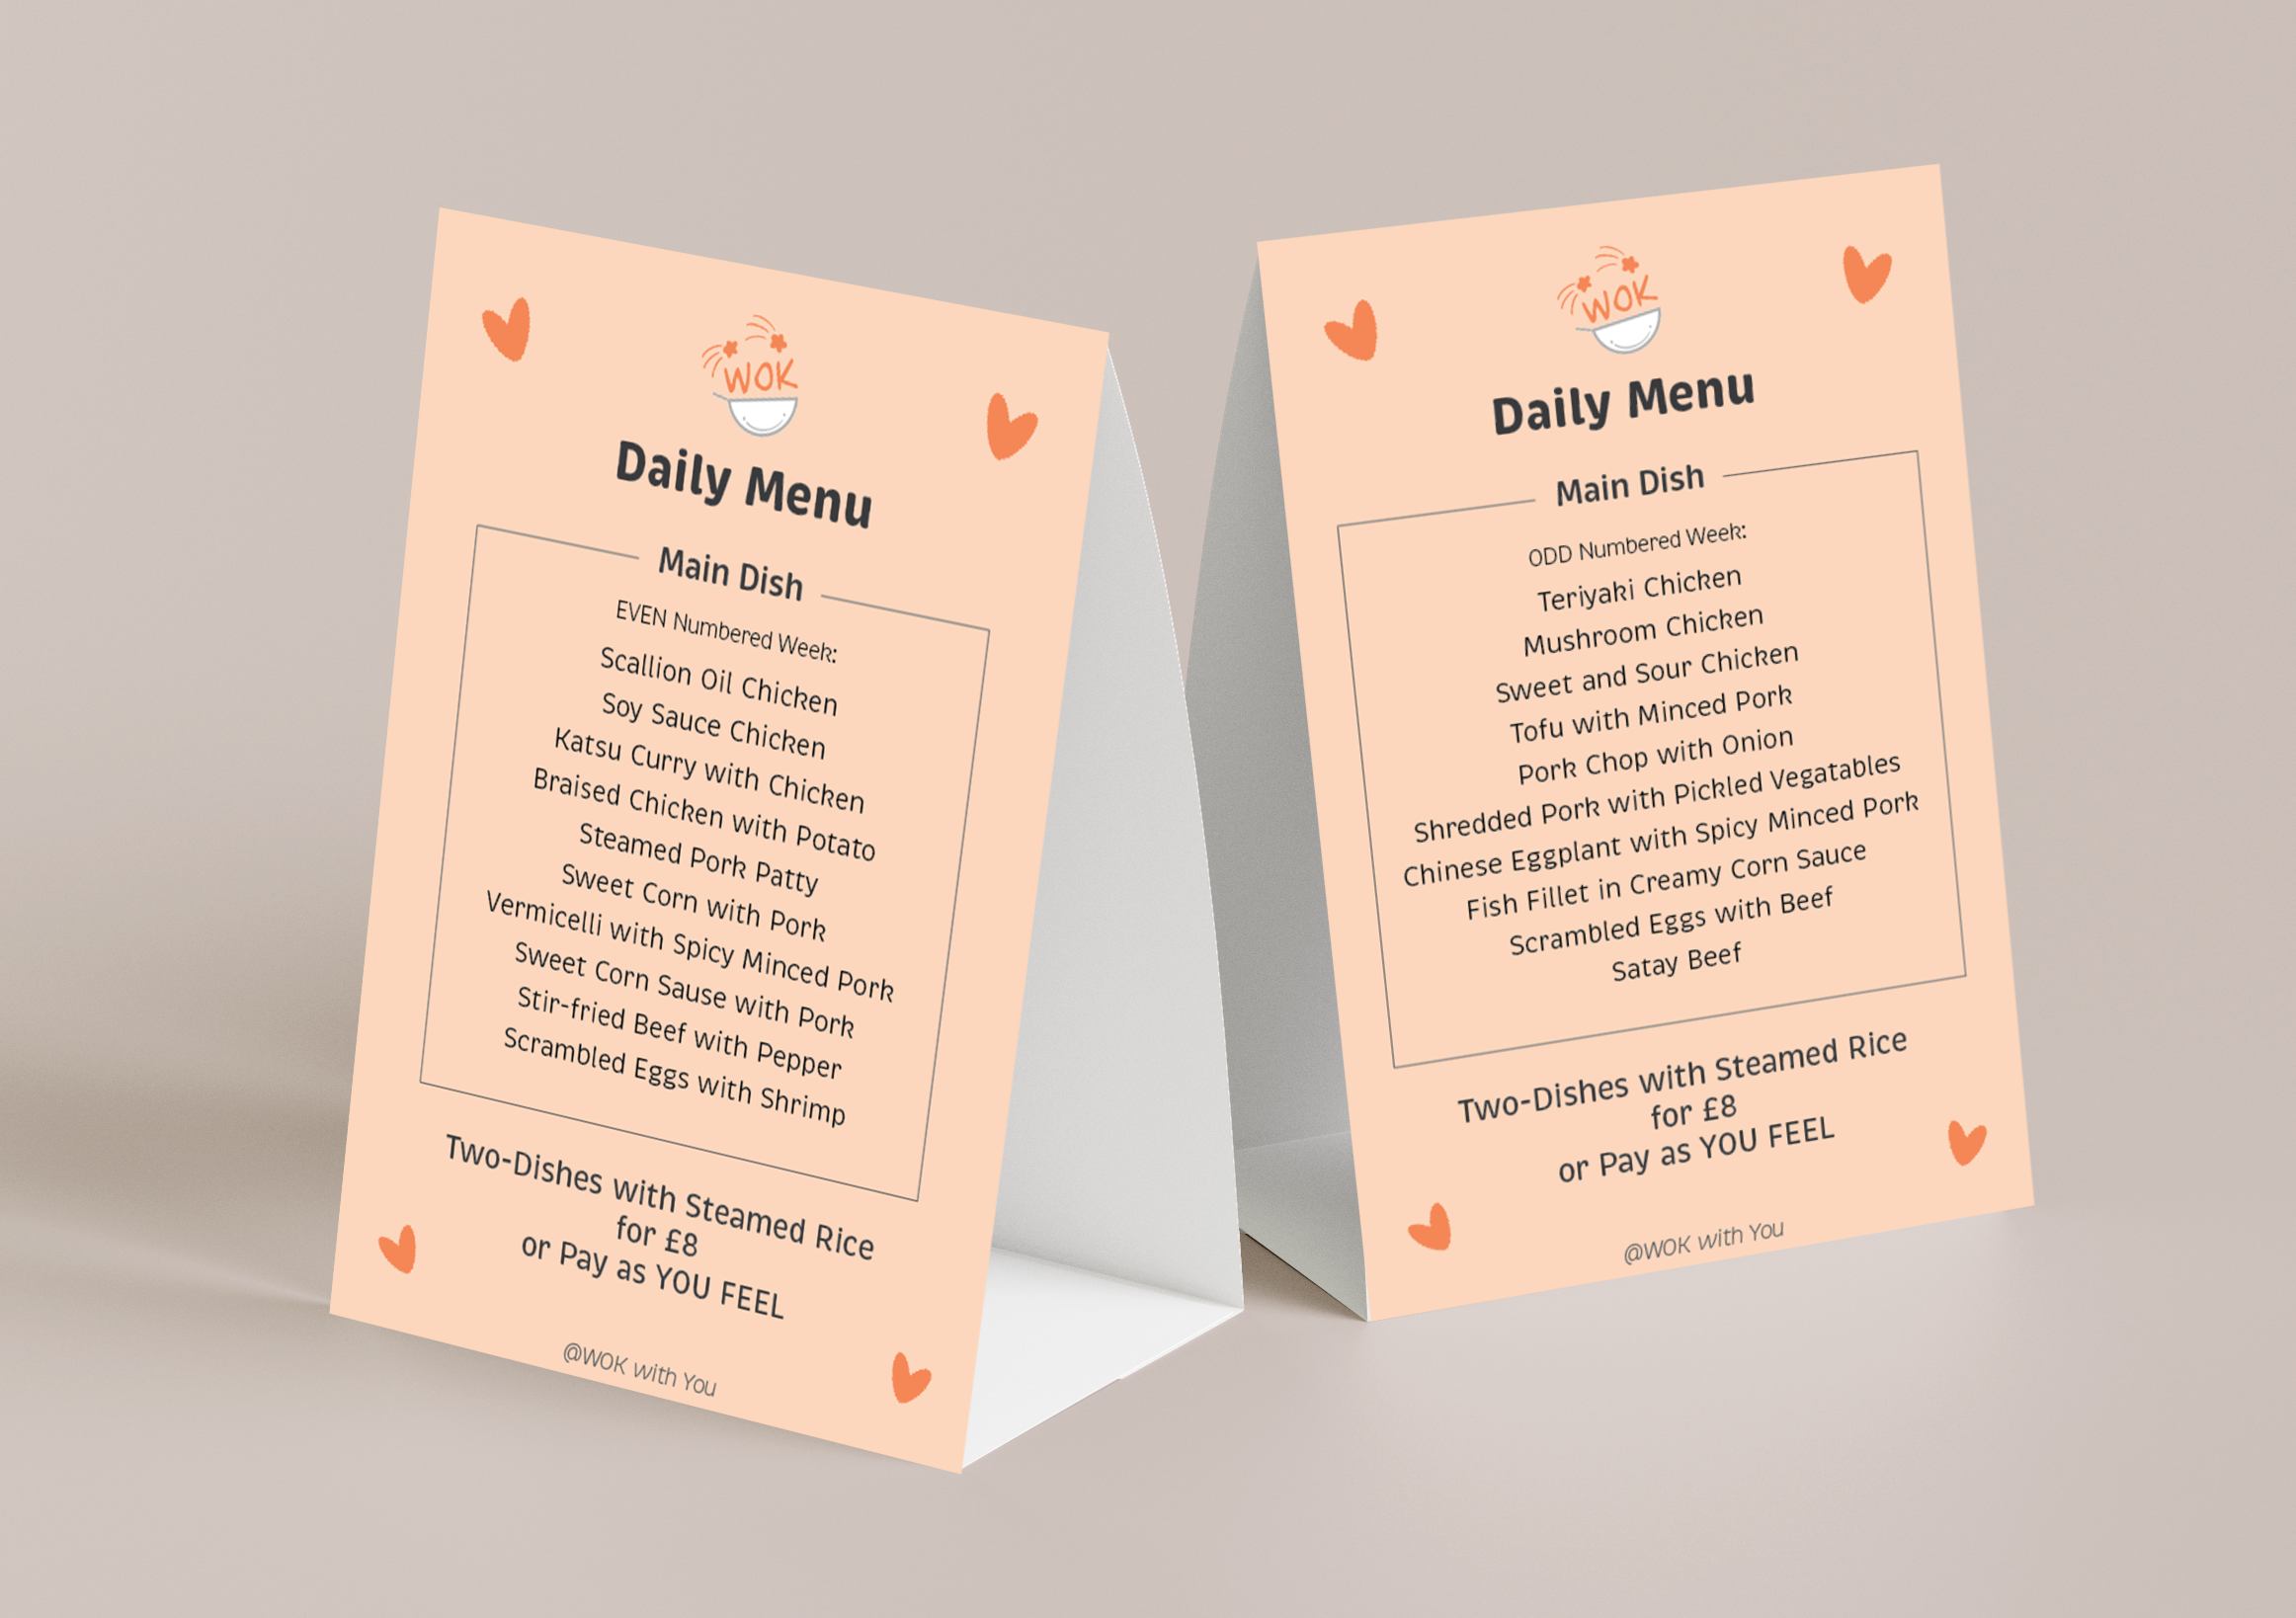 WOK
Daily Menu
Main Dish
EVEN Numbered Week:
Scallion Oil Chicken
Soy Sauce Chicken
Katsu Curry with Chicken
Braised Chicken with Potato
Steamed Pork Patty
Sweet Corn with Pork
Vermicelli with Spicy Minced Pork
Sweet Corn Sause with Pork
Stir-fried Beef with Pepper
Scrambled Eggs with Shrimp
Two-Dishes with Steamed Rice
for £8
or Pay as YOU FEEL
@WOK with You
WOK
Daily Menu
Main Dish
ODD Numbered Week:
Teriyaki Chicken
Mushroom Chicken
Sweet and Sour Chicken
Tofu with Minced Pork
Pork Chop with Onion
Shredded Pork with Pickled Vegatables
Chinese Eggplant with Spicy Minced Pork
Fish Fillet in Creamy Corn Sauce
Scrambled Eggs with Beef
Satay Beef
Two-Dishes with Steamed Rice
for £8
or Pay as YOU FEEL
@WOK with You